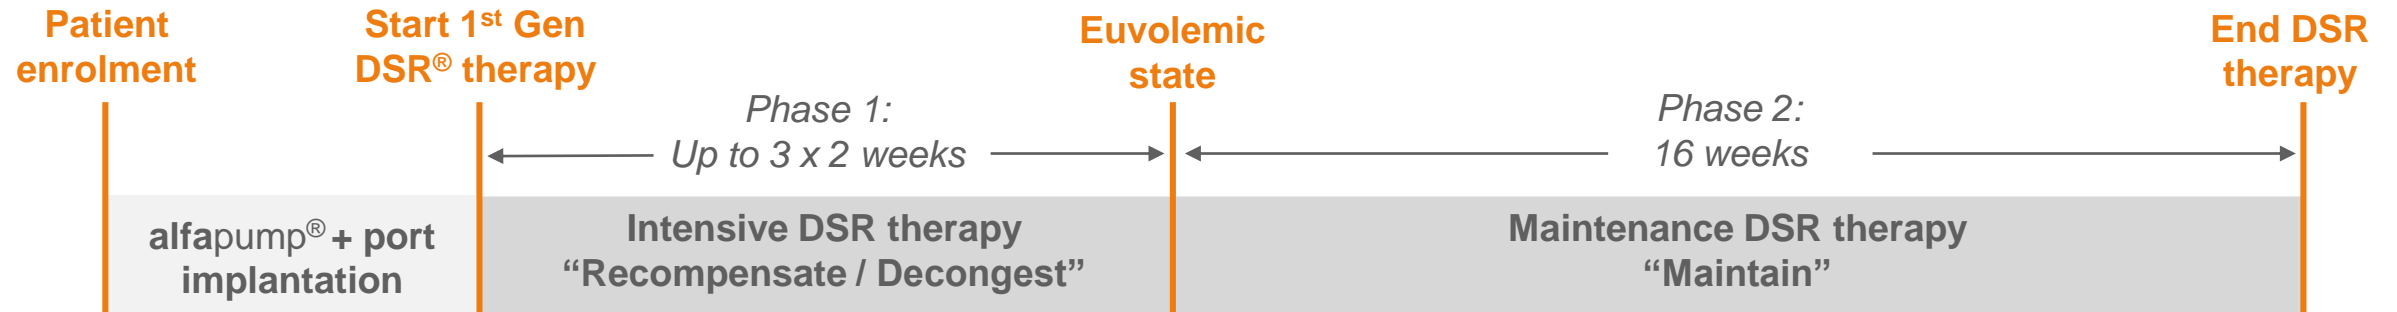 Patient
enrolment
Start 1st Gen
DSR® therapy
Euvolemic
state
End DSR
therapy
Phase 1:
Up to 3 x 2 weeks
Phase 2:
16 weeks
alfapump® + port
implantation
Intensive DSR therapy
“Recompensate / Decongest”
Maintenance DSR therapy
“Maintain”